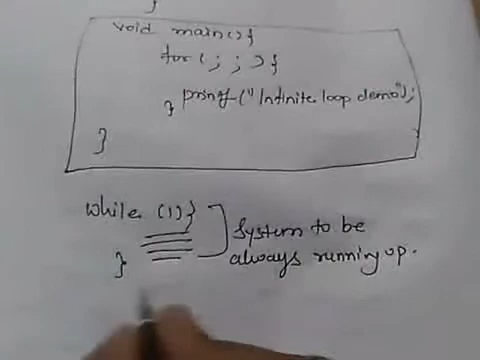 }
void main(){
for(; ; ){
printf("Infinite loop demo");
}
}
while (1) }
System to be
always running up.
}